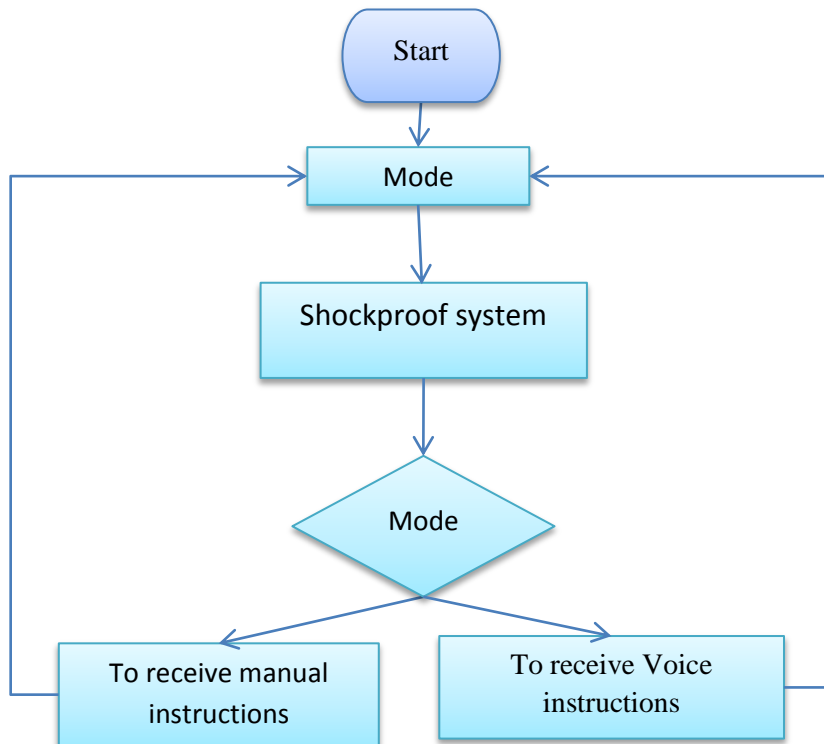 Start
Mode
Shockproof system
Mode
To receive manual
instructions
To receive Voice
instructions